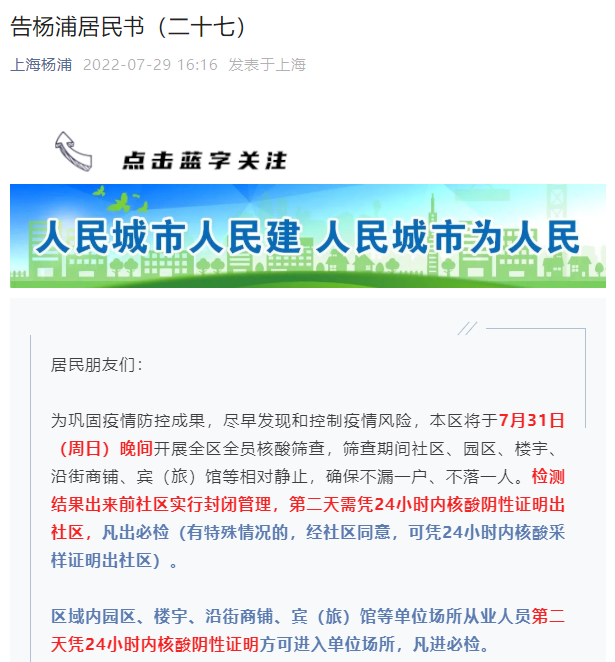 告杨浦居民书（二十七）
上海杨浦 2022-07-29 16:16 发表于上海
点击蓝字关注
人民城市人民建 人民城市为人民
居民朋友们：
为巩固疫情防控成果，尽早发现和控制疫情风险，本区将于7月31日
（周日）晚间开展全区全员核酸筛查，筛查期间社区、园区、楼宇、
沿街商铺、宾（旅）馆等相对静止，确保不漏一户、不落一人。检测
结果出来前社区实行封闭管理，第二天需凭24小时内核酸阴性证明出
社区，凡出必检（有特殊情况的，经社区同意，可凭24小时内核酸采
样证明出社区）。
区域内园区、楼宇、沿街商铺、宾（旅）馆等单位场所从业人员第二
天凭24小时内核酸阴性证明方可进入单位场所，凡进必检。